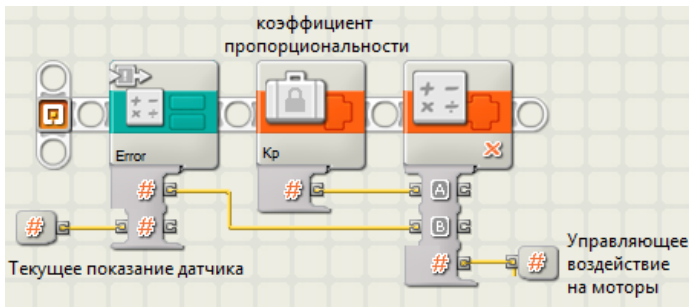 коэффициент
пропорциональности
Error
Kp
A
B
Текущее показание датчика
Управляющее
воздействие
на моторы